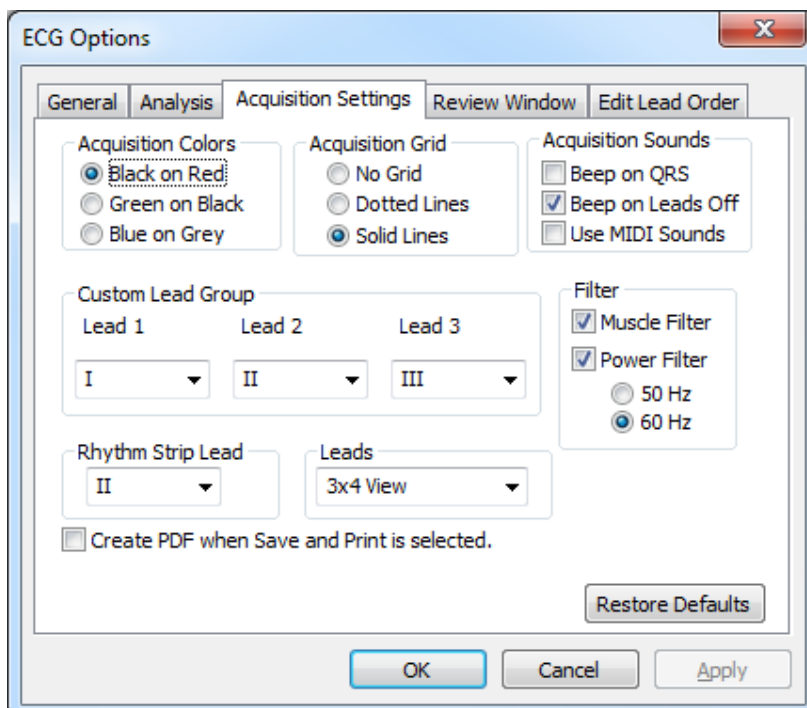 ECG Options
General Analysis Acquisition Settings Review Window Edit Lead Order
Acquisition Colors
Black on Red
Green on Black
Blue on Grey
Acquisition Grid
No Grid
Dotted Lines
Solid Lines
Acquisition Sounds
Beep on QRS
Beep on Leads Off
Use MIDI Sounds
Custom Lead Group
Lead 1 Lead 2 Lead 3
I II III
Filter
Muscle Filter
Power Filter
50 Hz
60 Hz
Rhythm Strip Lead
II
Leads
3x4 View
Create PDF when Save and Print is selected.
Restore Defaults
OK Cancel Apply